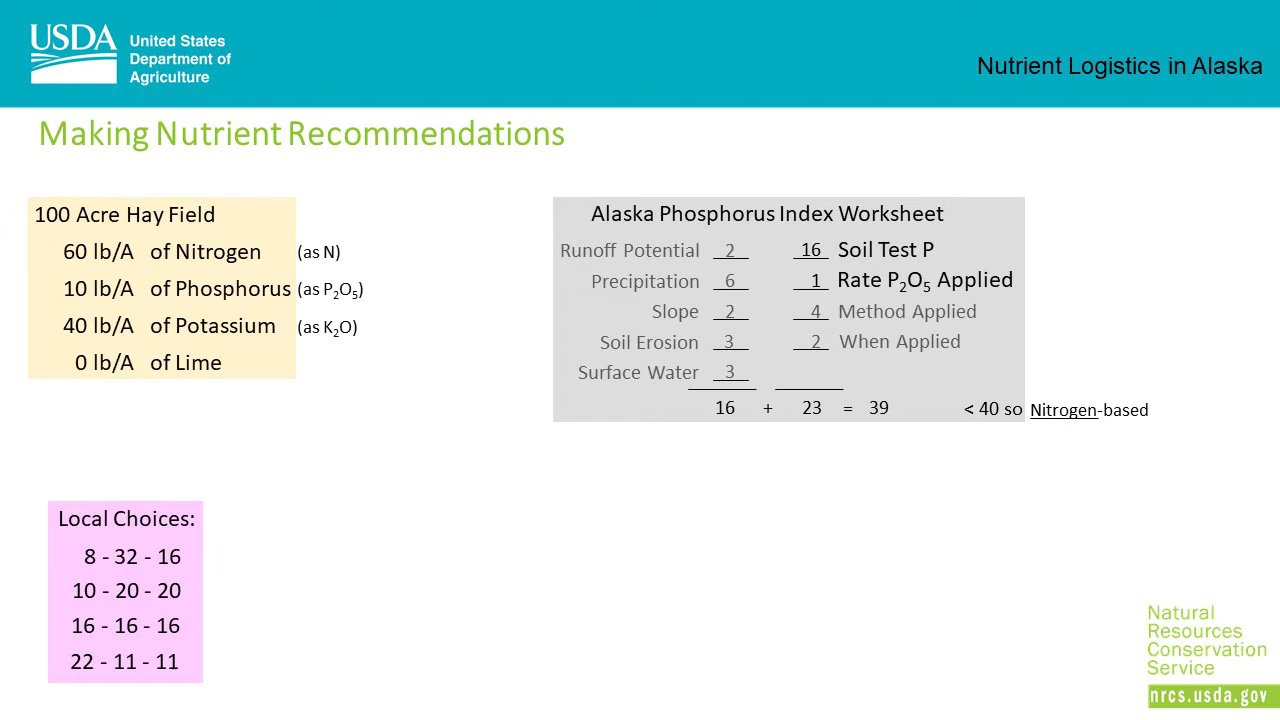 USDA
United States
Department of
Agriculture
Nutrient Logistics in Alaska
Making Nutrient Recommendations
100 Acre Hay Field
60 lb/A of Nitrogen (as N)
10 lb/A of Phosphorus (as P₂O₅)
40 lb/A of Potassium (as K₂O)
0 lb/A of Lime
Alaska Phosphorus Index Worksheet
Runoff Potential 2 16 Soil Test P
Precipitation 6 1 Rate P₂O₅ Applied
Slope 2 4 Method Applied
Soil Erosion 3 2 When Applied
Surface Water 3
16 + 23 = 39 < 40 so Nitrogen-based
Local Choices:
8 - 32 - 16
10 - 20 - 20
16 - 16 - 16
22 - 11 - 11
Natural
Resources
Conservation
Service
nrcs.usda.gov